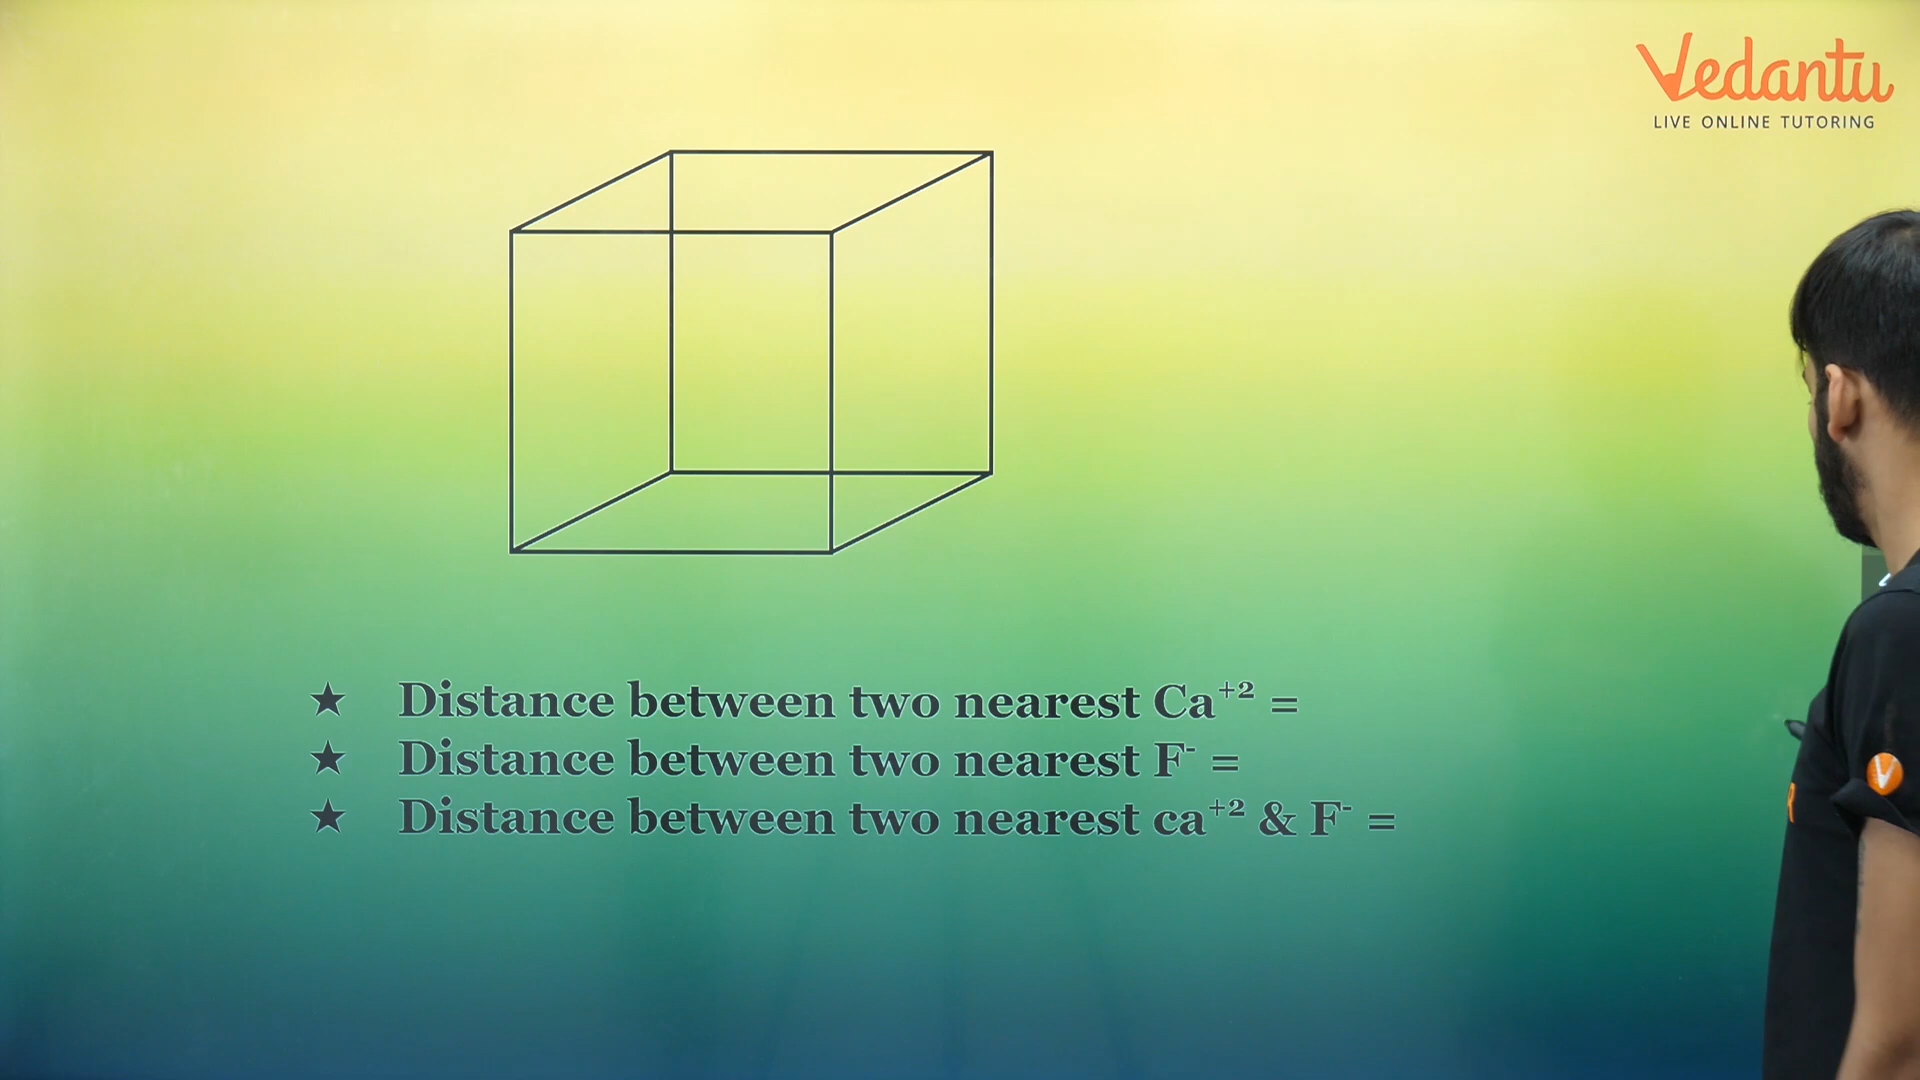 Vedantu
LIVE ONLINE TUTORING
★ Distance between two nearest Ca⁺² =
★ Distance between two nearest F⁻ =
★ Distance between two nearest ca⁺² & F⁻ =